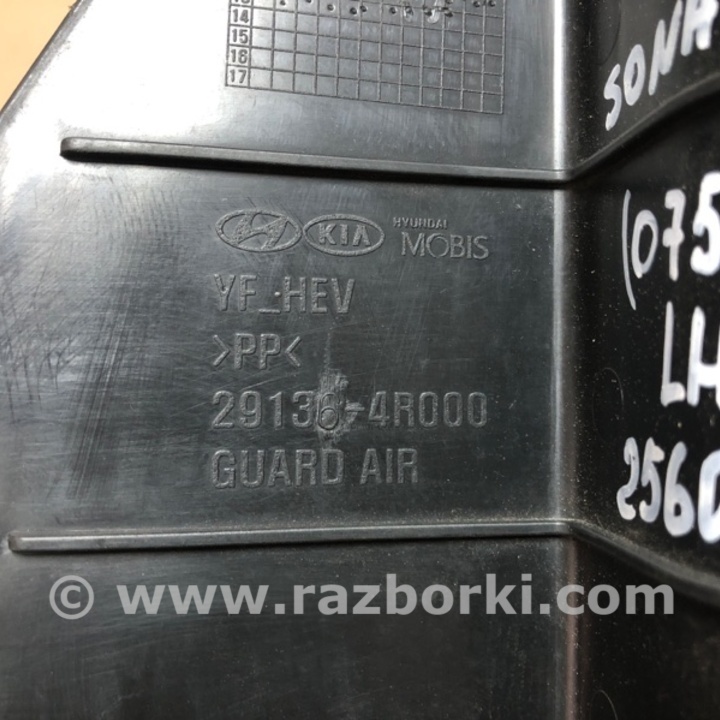 14
15
16
17
SONA
HYUNDAI
KIA MOBIS
(075
YF_HEV
>PP<
LH
29136-4R000
GUARD AIR
2560
© www.razborki.com